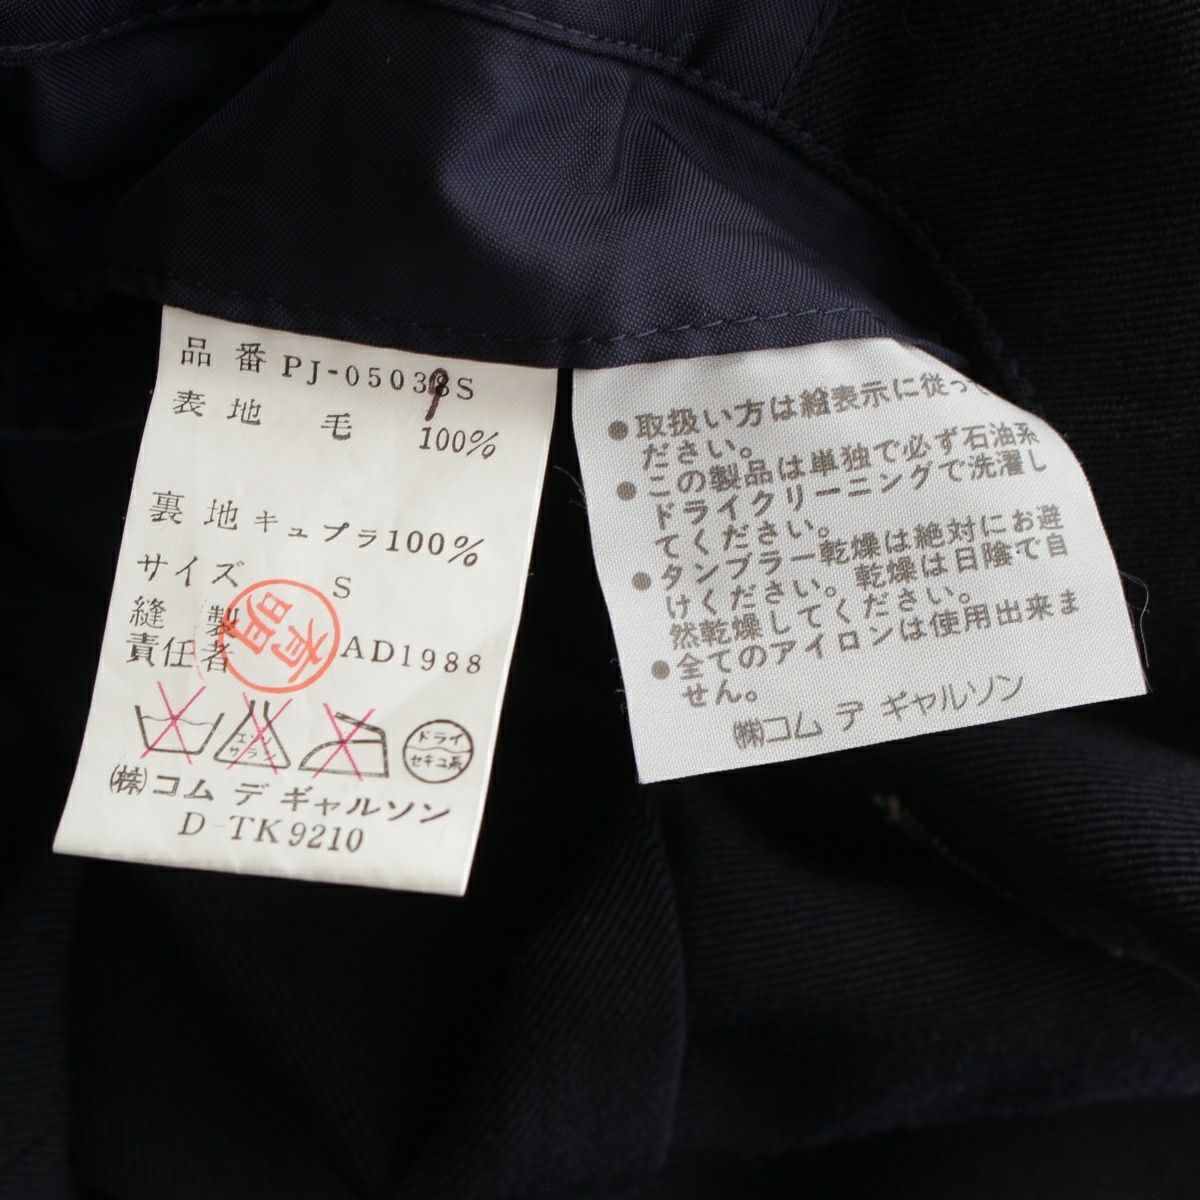 品番 PJ-05039S
表地 毛 100%
裏地 キュプラ100%
サイズ S
縫製
責任者 有明 AD1988
エンソ
サラシ
ドライ
セキユ系
㈱コム デ ギャルソン
D-TK9210
●取扱い方は絵表示に従って
ださい。
●この製品は単独で必ず石油系
ドライクリーニングで洗濯し
てください。
●タンブラー乾燥は絶対にお避
けください。乾燥は日陰で自
然乾燥してください。
●全てのアイロンは使用出来ま
せん。
㈱コム デ ギャルソン